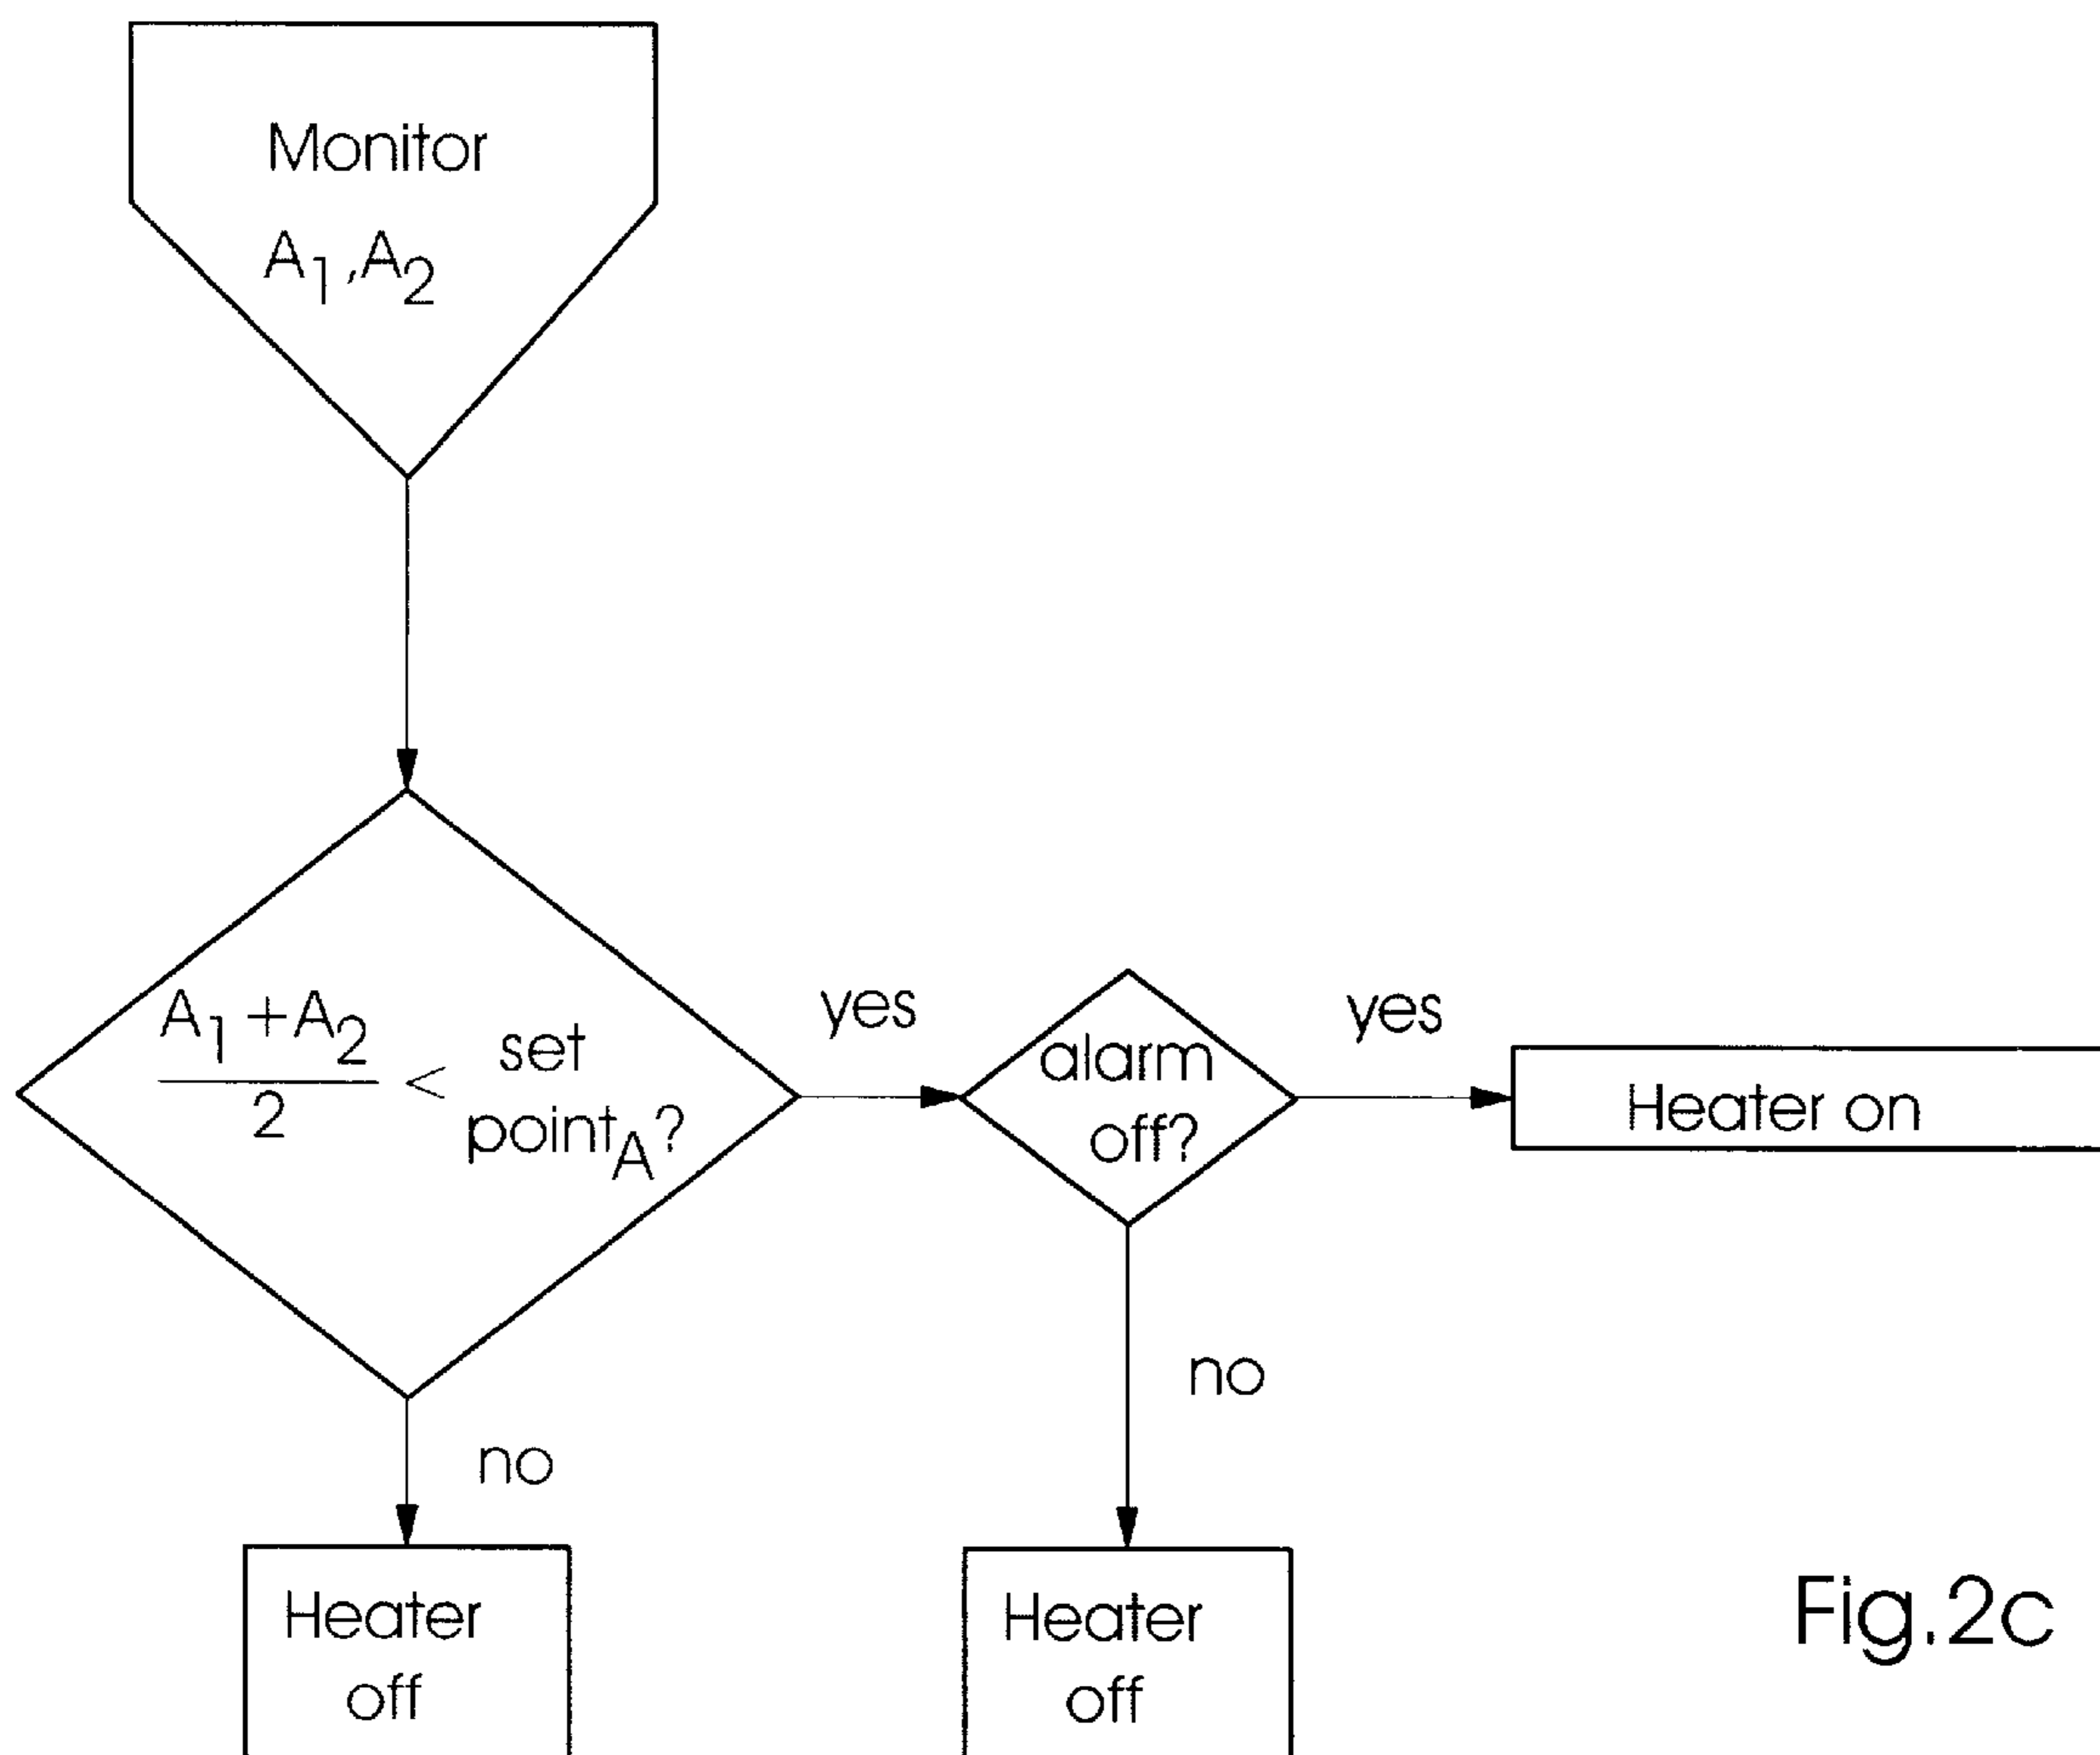 Monitor
A1,A2
A1+A2
2
<
set
pointA?
yes
alarm
off?
yes
Heater on
no
no
Heater
off
Heater
off
Fig.2c